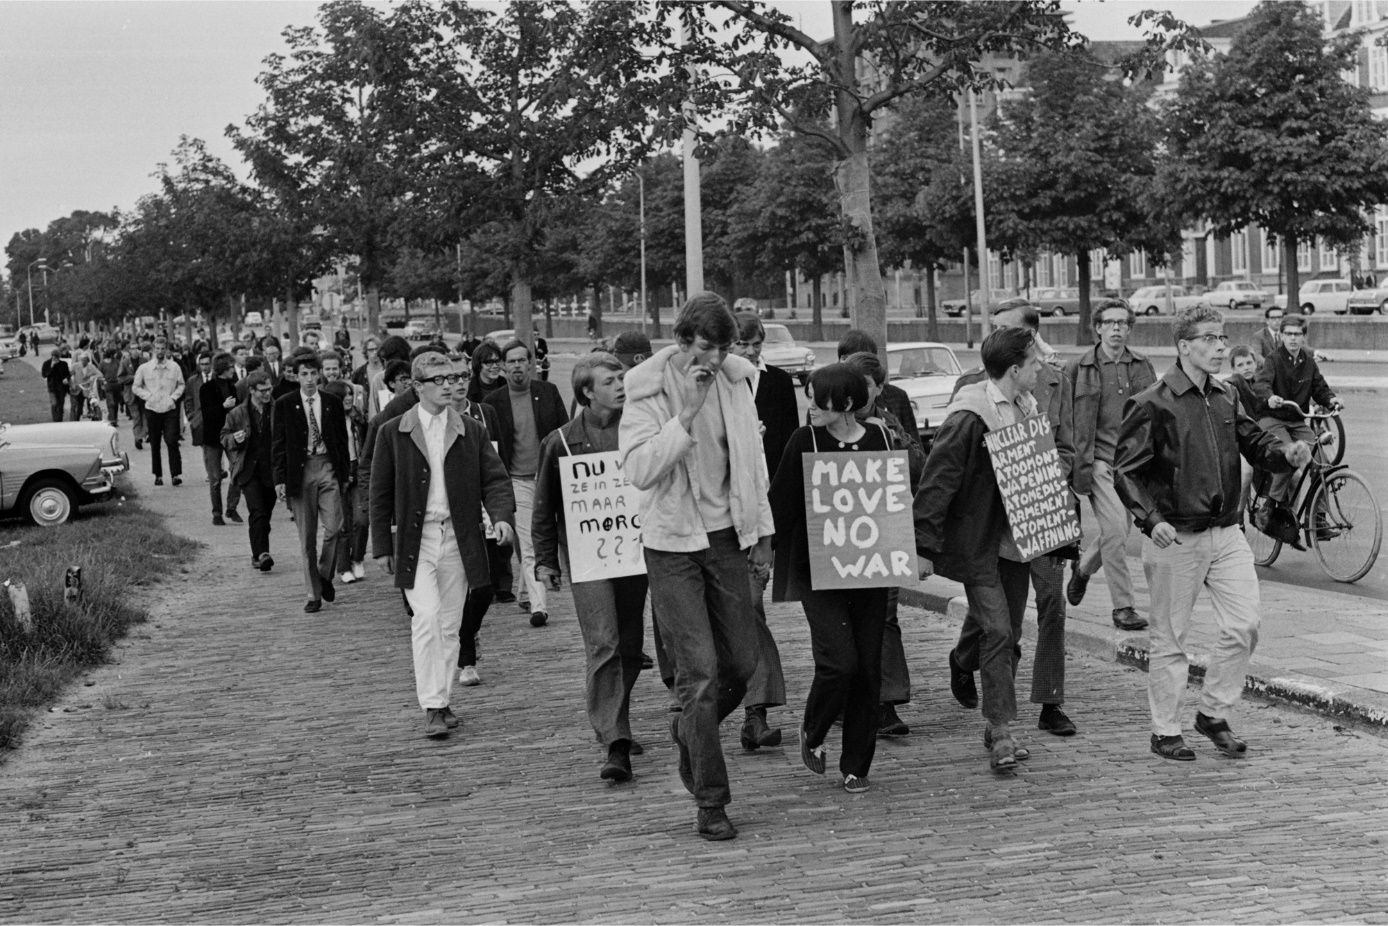 NU
ZE IN ZE
MAAR
MORG
???
MAKE
LOVE
NO
WAR
NUCLEAR DIS
ARMENT
ATOOMONT
WAPENING
ATOMEDIS-
ARMEMENT
ATOMENT-
WAFFNUNG